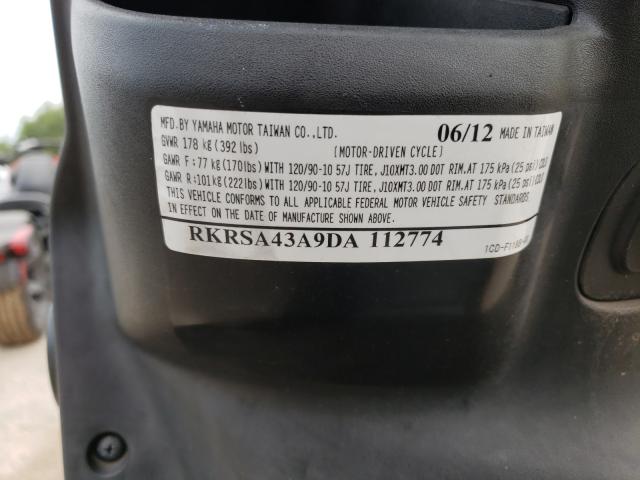 MFD.BY YAMAHA MOTOR TAIWAN CO.,LTD. 06/12 MADE IN TAIWAN
GVWR 178 kg (392 lbs) (MOTOR-DRIVEN CYCLE)
GAWR F : 77 kg (170 lbs) WITH 120/90-10 57J TIRE, J10XMT3.00 DOT RIM. AT 175 kPa (25 psi) COLD
GAWR R : 101 kg (222 lbs) WITH 120/90-10 57J TIRE, J10XMT3.00 DOT RIM. AT 175 kPa (25 psi) COLD
THIS VEHICLE CONFORMS TO ALL APPLICABLE FEDERAL MOTOR VEHICLE SAFETY STANDARDS
IN EFFECT ON THE DATE OF MANUFACTURE SHOWN ABOVE.
RKRSA43A9DA 112774